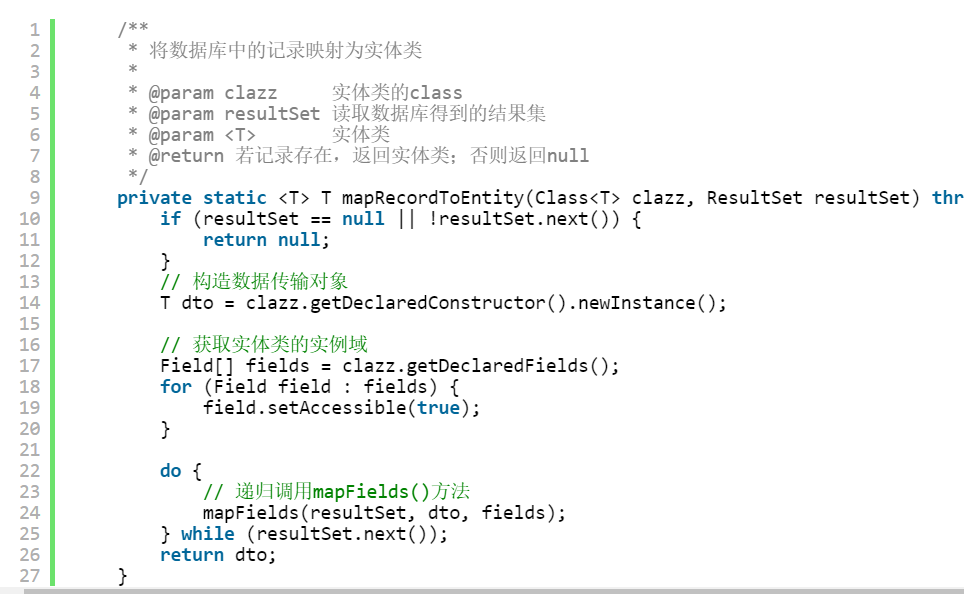 1 /**
2 * 将数据库中的记录映射为实体类
3 *
4 * @param clazz 实体类的class
5 * @param resultSet 读取数据库得到的结果集
6 * @param <T> 实体类
7 * @return 若记录存在，返回实体类；否则返回null
8 */
9 private static <T> T mapRecordToEntity(Class<T> clazz, ResultSet resultSet) thr
10 if (resultSet == null || !resultSet.next()) {
11 return null;
12 }
13 // 构造数据传输对象
14 T dto = clazz.getDeclaredConstructor().newInstance();
15
16 // 获取实体类的实例域
17 Field[] fields = clazz.getDeclaredFields();
18 for (Field field : fields) {
19 field.setAccessible(true);
20 }
21
22 do {
23 // 递归调用mapFields()方法
24 mapFields(resultSet, dto, fields);
25 } while (resultSet.next());
26 return dto;
27 }